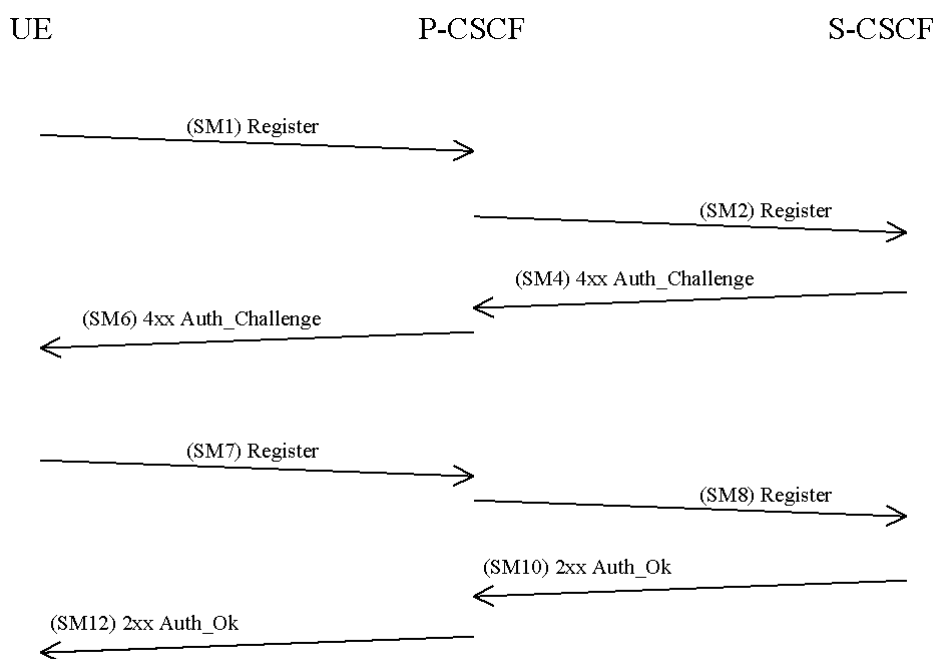 UE P-CSCF S-CSCF
(SM1) Register
(SM2) Register
(SM4) 4xx Auth_Challenge
(SM6) 4xx Auth_Challenge
(SM7) Register
(SM8) Register
(SM10) 2xx Auth_Ok
(SM12) 2xx Auth_Ok